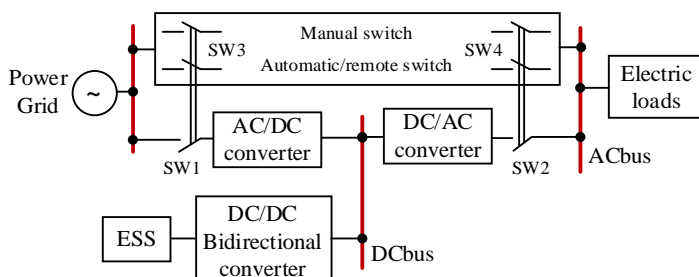 Manual switch
SW3
SW4
Automatic/remote switch
Power
Grid
~
Electric
loads
AC/DC
converter
DC/AC
converter
SW1
SW2
ACbus
ESS
DC/DC
Bidirectional
converter
DCbus